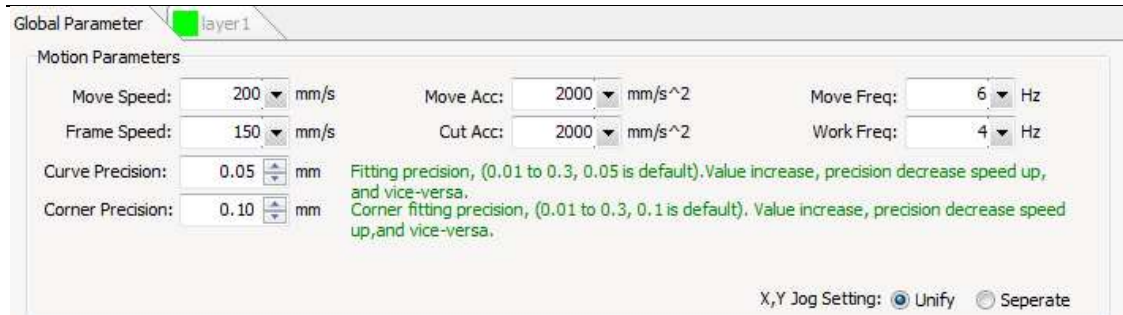 Global Parameter layer1
Motion Parameters
Move Speed: 200 mm/s Move Acc: 2000 mm/s^2 Move Freq: 6 Hz
Frame Speed: 150 mm/s Cut Acc: 2000 mm/s^2 Work Freq: 4 Hz
Curve Precision: 0.05 mm Fitting precision, (0.01 to 0.3, 0.05 is default).Value increase, precision decrease speed up,
and vice-versa.
Corner Precision: 0.10 mm Corner fitting precision, (0.01 to 0.3, 0.1 is default). Value increase, precision decrease speed
up,and vice-versa.
X,Y Jog Setting: Unify Seperate